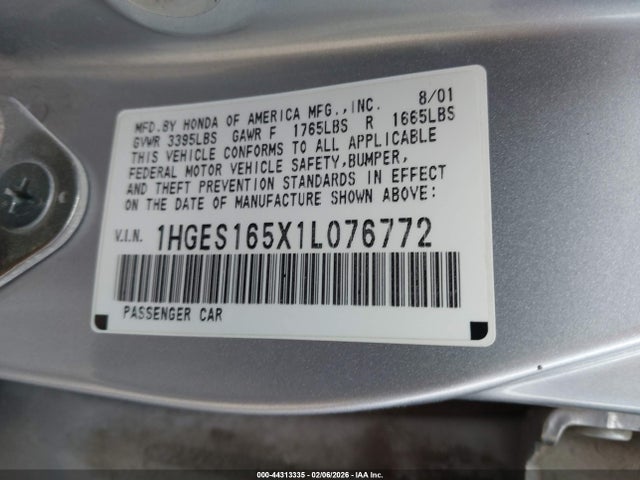 MFD.BY HONDA OF AMERICA MFG.,INC. 8/01
GVWR 3395LBS GAWR F 1765LBS R 1665LBS
THIS VEHICLE CONFORMS TO ALL APPLICABLE
FEDERAL MOTOR VEHICLE SAFETY,BUMPER,
AND THEFT PREVENTION STANDARDS IN EFFECT
ON THE DATE OF MANUFACTURE SHOWN ABOVE:
V.I.N. 1HGES165X1L076772
PASSENGER CAR
000-44313335 - 02/06/2026 - IAA Inc.